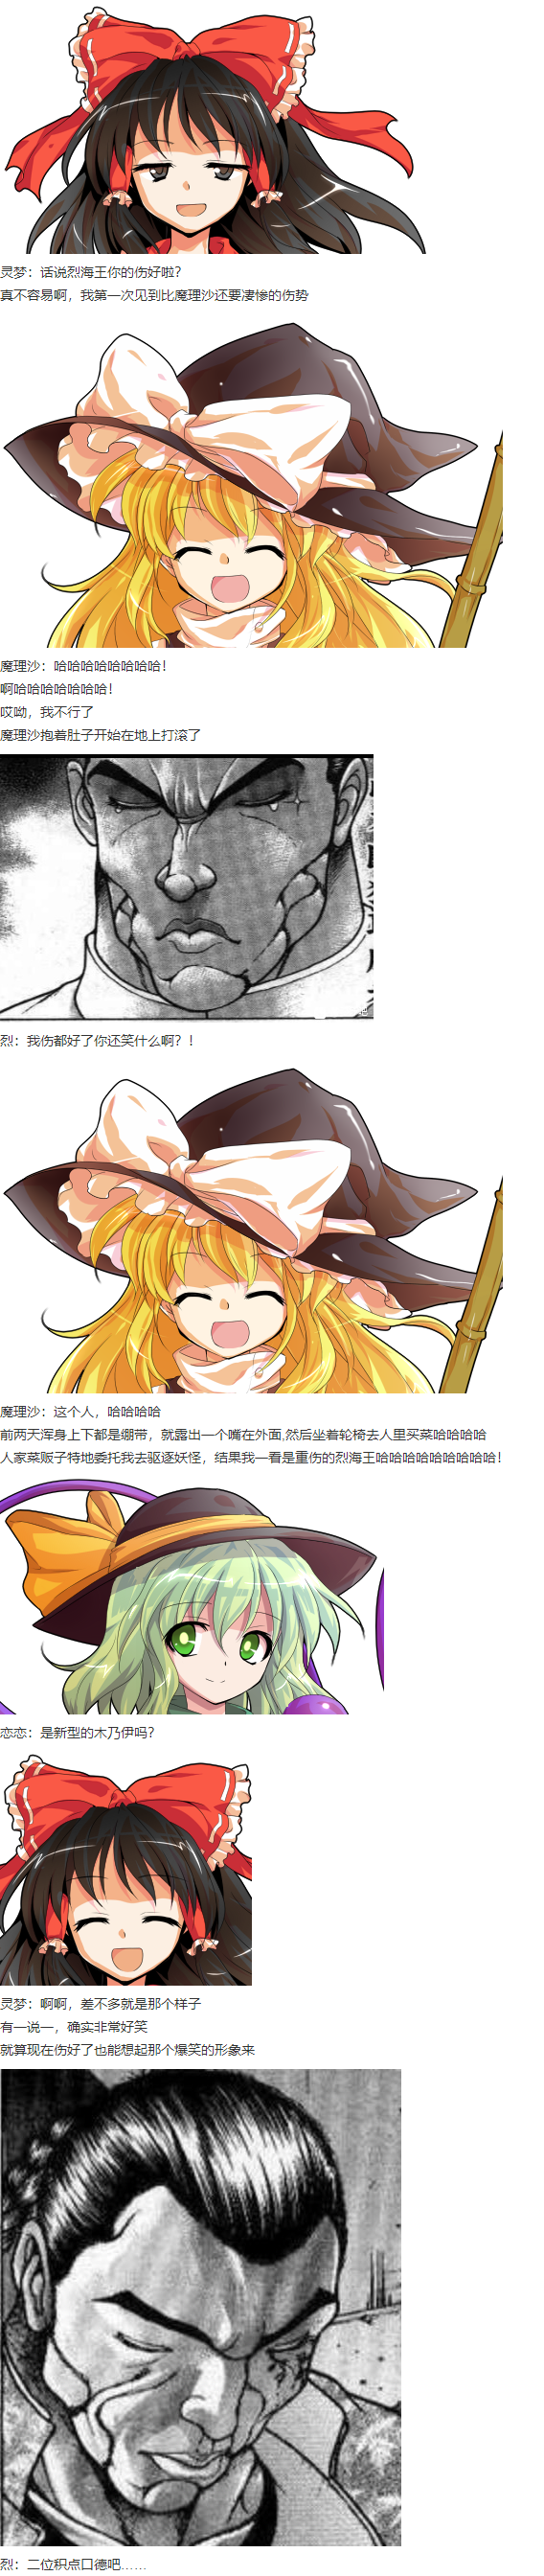 灵梦：话说烈海王你的伤好啦？
真不容易啊，我第一次见到比魔理沙还要凄惨的伤势
魔理沙：哈哈哈哈哈哈哈哈！
啊哈哈哈哈哈哈哈！
哎呦，我不行了
魔理沙抱着肚子开始在地上打滚了
烈：我伤都好了你还笑什么啊？！
魔理沙：这个人，哈哈哈哈
前两天浑身上下都是绷带，就露出一个嘴在外面,然后坐着轮椅去人里买菜哈哈哈哈
人家菜贩子特地委托我去驱逐妖怪，结果我一看是重伤的烈海王哈哈哈哈哈哈哈哈哈！
恋恋：是新型的木乃伊吗？
灵梦：啊啊，差不多就是那个样子
有一说一，确实非常好笑
就算现在伤好了也能想起那个爆笑的形象来
烈：二位积点口德吧……